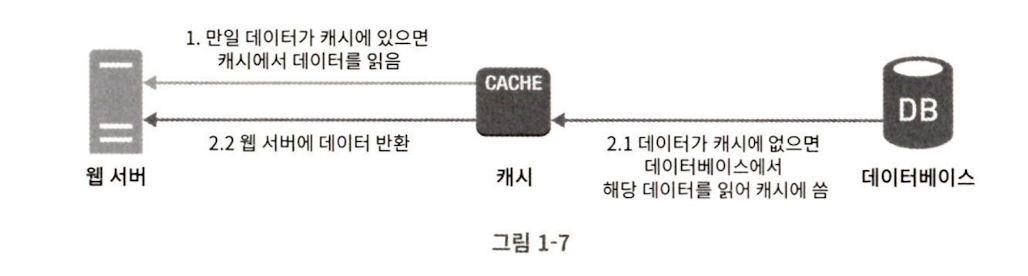 1. 만일 데이터가 캐시에 있으면
캐시에서 데이터를 읽음
CACHE
DB
2.2 웹 서버에 데이터 반환
2.1 데이터가 캐시에 없으면
데이터베이스에서
해당 데이터를 읽어 캐시에 씀
웹 서버
캐시
데이터베이스
그림 1-7